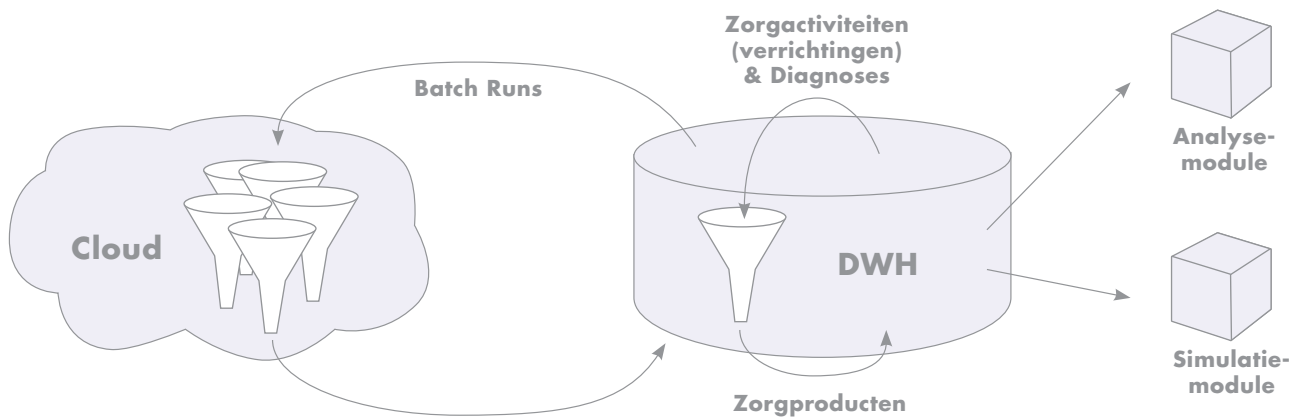 Zorgactiviteiten
(verrichtingen)
& Diagnoses
Batch Runs
Analyse-
module
Cloud
DWH
Simulatie-
module
Zorgproducten